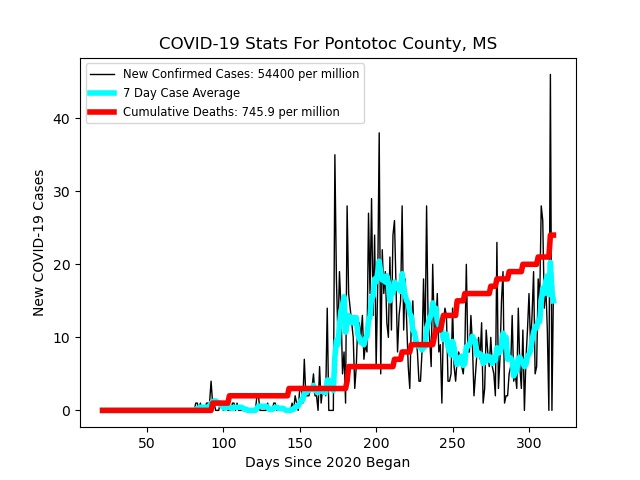 COVID-19 Stats For Pontotoc County, MS
New Confirmed Cases: 54400 per million
7 Day Case Average
Cumulative Deaths: 745.9 per million
New COVID-19 Cases
40
30
20
10
0
50 100 150 200 250 300
Days Since 2020 Began